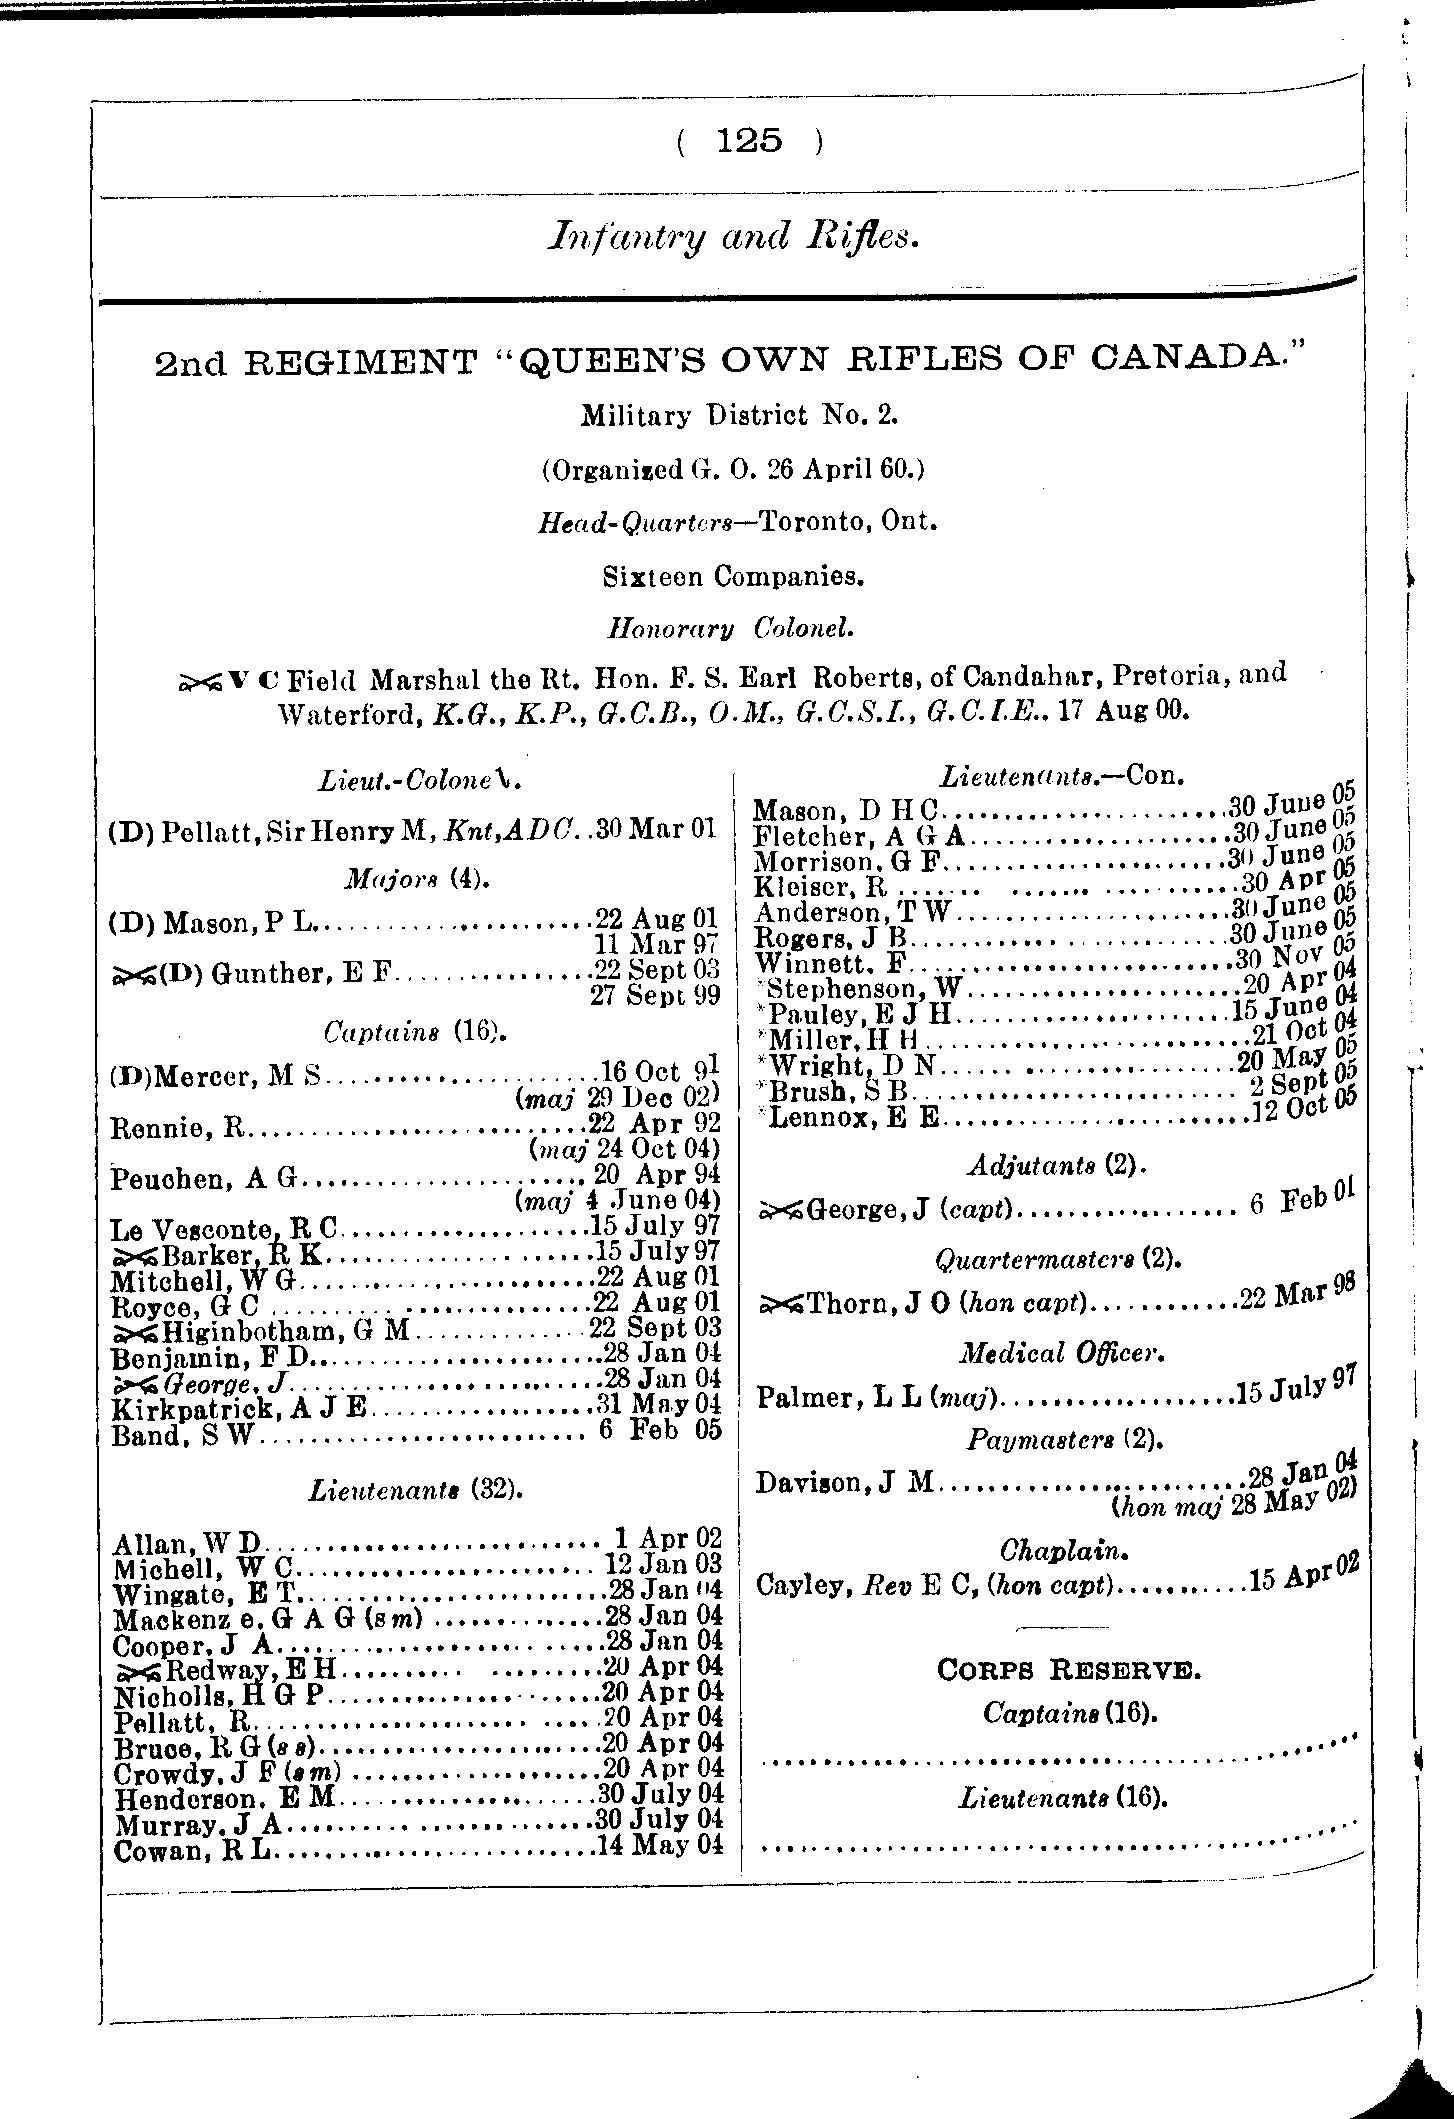 ( 125 )
Infantry and Rifles.
2nd REGIMENT “QUEEN'S OWN RIFLES OF CANADA.”
Military District No. 2.
(Organized G. O. 26 April 60.)
Head-Quarters—Toronto, Ont.
Sixteen Companies.
Honorary Colonel.
V C Field Marshal the Rt. Hon. F. S. Earl Roberts, of Candahar, Pretoria, and
Waterford, K.G., K.P., G.C.B., O.M., G.C.S.I., G.C.I.E.. 17 Aug 00.
Lieut.-Colonel.
(D) Pellatt, Sir Henry M, Knt, ADC..30 Mar 01
Majors (4).
(D) Mason, P L..........................22 Aug 01
11 Mar 97
(D) Gunther, E F................22 Sept 03
27 Sept 99
Captains (16).
(D)Mercer, M S......................16 Oct 91
(maj 29 Dec 02)
Rennie, R...........................22 Apr 92
(maj 24 Oct 04)
Peuchen, A G.......................20 Apr 94
(maj 4 June 04)
Le Vesconte, R C....................15 July 97
Barker, R K......................15 July 97
Mitchell, W G........................22 Aug 01
Royce, G C ..........................22 Aug 01
Higinbotham, G M..............22 Sept 03
Benjamin, F D........................28 Jan 04
George, J..........................28 Jan 04
Kirkpatrick, A J E..................31 May 04
Band, S W.......................... 6 Feb 05
Lieutenants (32).
Allan, W D........................... 1 Apr 02
Michell, W C........................ 12 Jan 03
Wingate, E T.........................28 Jan 04
Mackenz e, G A G (sm) ..............28 Jan 04
Cooper, J A..........................28 Jan 04
Redway, E H.....................20 Apr 04
Nicholls, H G P......................20 Apr 04
Pellatt, R...........................20 Apr 04
Bruce, R G (s s)......................20 Apr 04
Crowdy, J F (s m) ....................20 Apr 04
Henderson, E M.....................30 July 04
Murray, J A.........................30 July 04
Cowan, R L..........................14 May 04
Lieutenants.—Con.
Mason, D H C.......................30 June 05
Fletcher, A G A.....................30 June 05
Morrison, G F.......................30 June 05
Kleiser, R ..........................30 Apr 05
Anderson, T W......................30 June 05
Rogers, J B..........................30 June 05
Winnett, F..........................30 Nov 05
*Stephenson, W......................20 Apr 04
*Pauley, E J H......................15 June 04
*Miller, H H..........................21 Oct 04
*Wright, D N........................20 May 05
*Brush, S B.......................... 2 Sept 05
*Lennox, E E.........................12 Oct 05
Adjutants (2).
George, J (capt).................. 6 Feb 01
Quartermasters (2).
Thorn, J O (hon capt)............22 Mar 98
Medical Officer.
Palmer, L L (maj)...................15 July 97
Paymasters (2).
Davison, J M........................28 Jan 04
(hon maj 28 May 02)
Chaplain.
Cayley, Rev E C, (hon capt)...........15 Apr 02
CORPS RESERVE.
Captains (16).
..................................................
Lieutenants (16).
..................................................